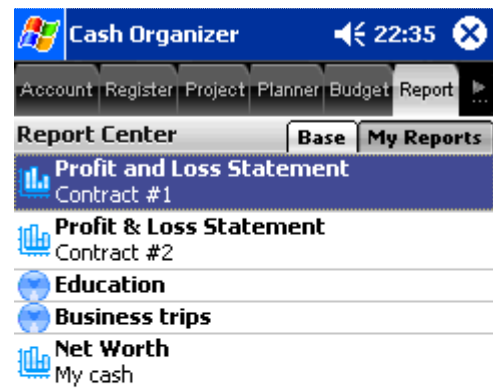 Cash Organizer 22:35
Account Register Project Planner Budget Report
Report Center Base My Reports
Profit and Loss Statement
Contract #1
Profit & Loss Statement
Contract #2
Education
Business trips
Net Worth
My cash